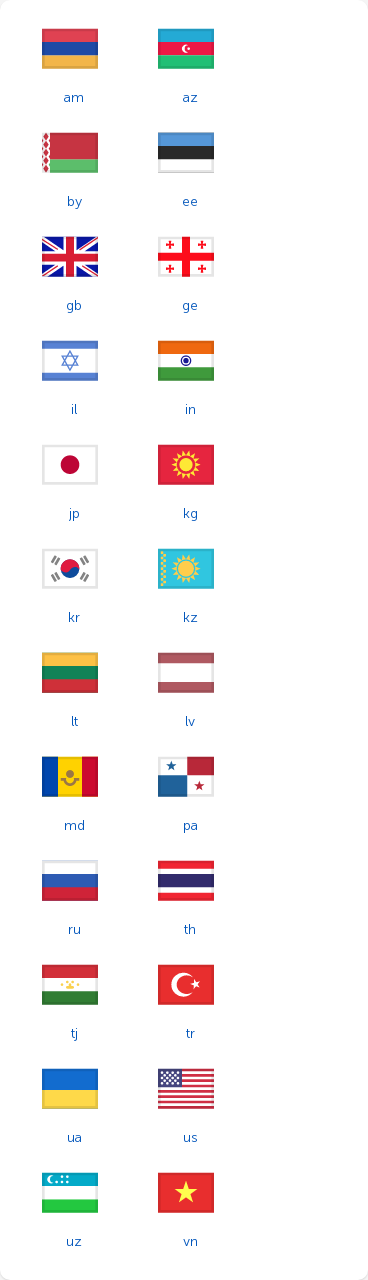 am az
by ee
gb ge
il in
jp kg
kr kz
lt lv
md pa
ru th
tj tr
ua us
uz vn